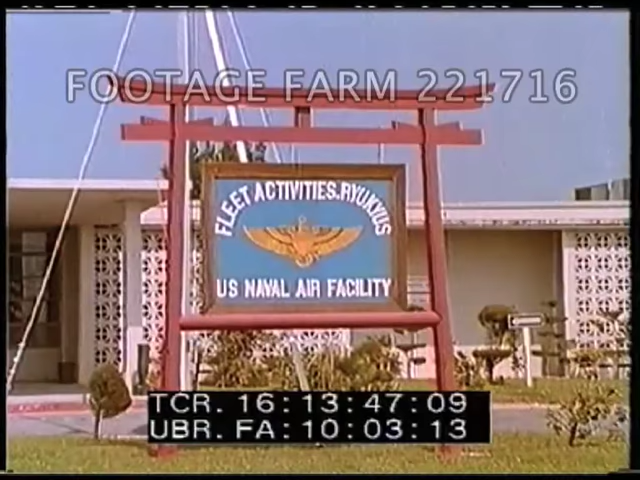 FOOTAGE FARM 221716
FLEET ACTIVITIES.RYUKYUS
US NAVAL AIR FACILITY
TCR. 16:13:47:09
UBR. FA:10:03:13